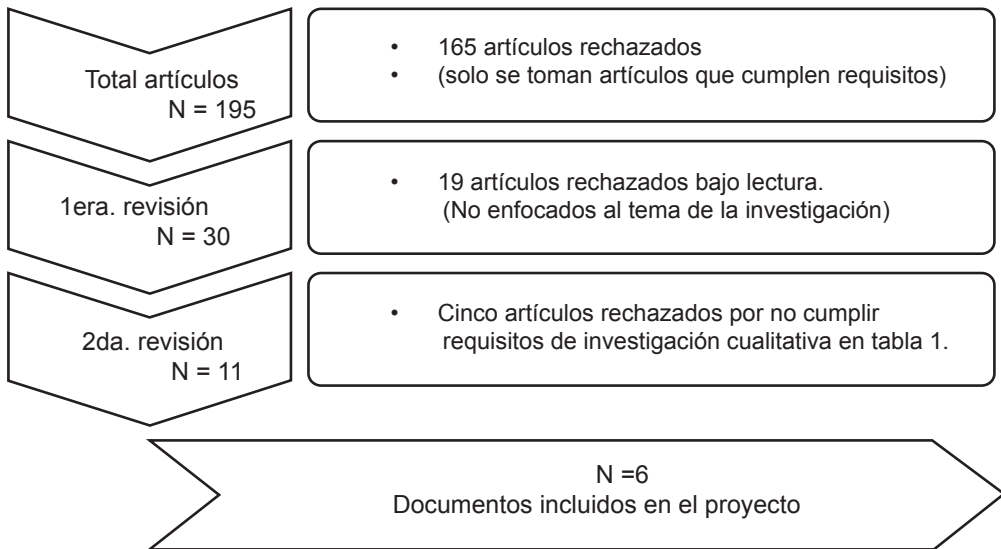 Total artículos
N = 195
• 165 artículos rechazados
• (solo se toman artículos que cumplen requisitos)
1era. revisión
N = 30
• 19 artículos rechazados bajo lectura.
(No enfocados al tema de la investigación)
2da. revisión
N = 11
• Cinco artículos rechazados por no cumplir
requisitos de investigación cualitativa en tabla 1.
N =6
Documentos incluidos en el proyecto